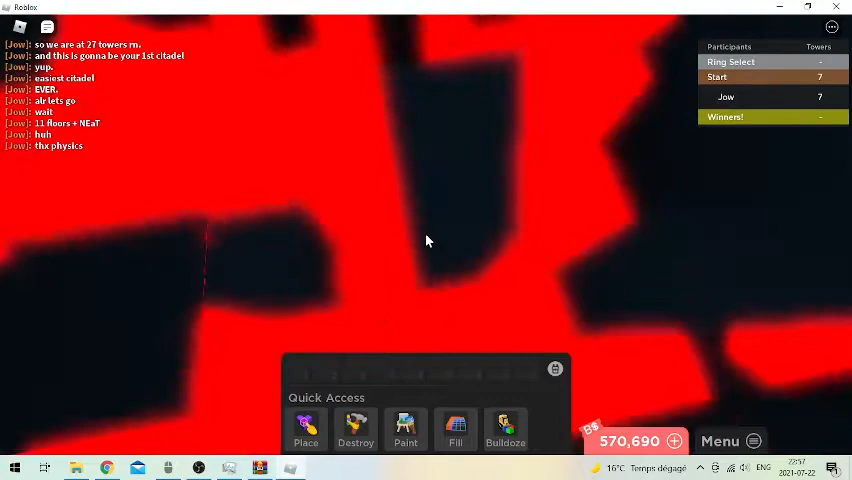 Roblox
[Jow]: so we are at 27 towers rn.
[Jow]: and this is gonna be your 1st citadel
[Jow]: yup.
[Jow]: easiest citadel
[Jow]: EVER.
[Jow]: alr lets go
[Jow]: wait
[Jow]: 11 floors + NEaT
[Jow]: huh
[Jow]: thx physics
Participants Towers
Ring Select -
Start 7
Jow 7
Winners! -
Quick Access
Place Destroy Paint Fill Bulldoze
B$ 570,690
Menu
16°C Temps dégagé
ENG
22:57
2021-07-22